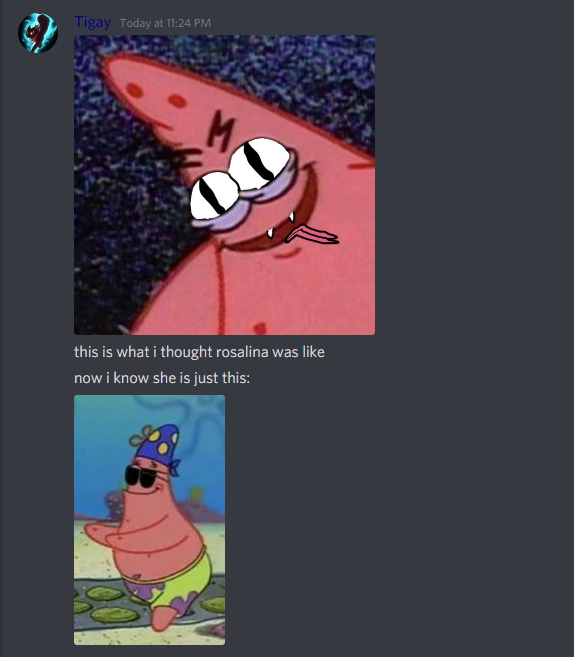 Tigay Today at 11:24 PM
M
this is what i thought rosalina was like
now i know she is just this: